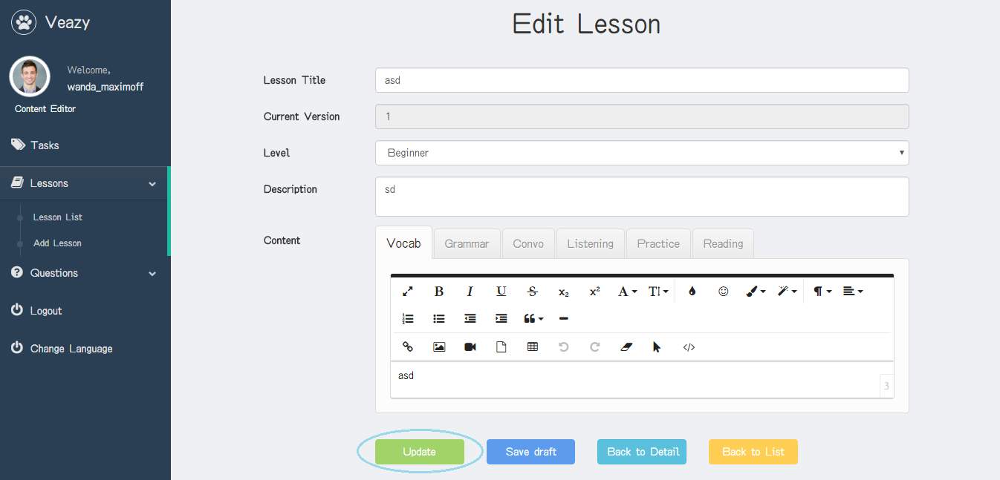 Veazy
Welcome,
wanda_maximoff
Content Editor
Tasks
Lessons
Lesson List
Add Lesson
Questions
Logout
Change Language
Edit Lesson
Lesson Title asd
Current Version 1
Level Beginner
Description sd
Content Vocab Grammar Convo Listening Practice Reading
B I U S x₂ x² A T
asd
3
Update Save draft Back to Detail Back to List